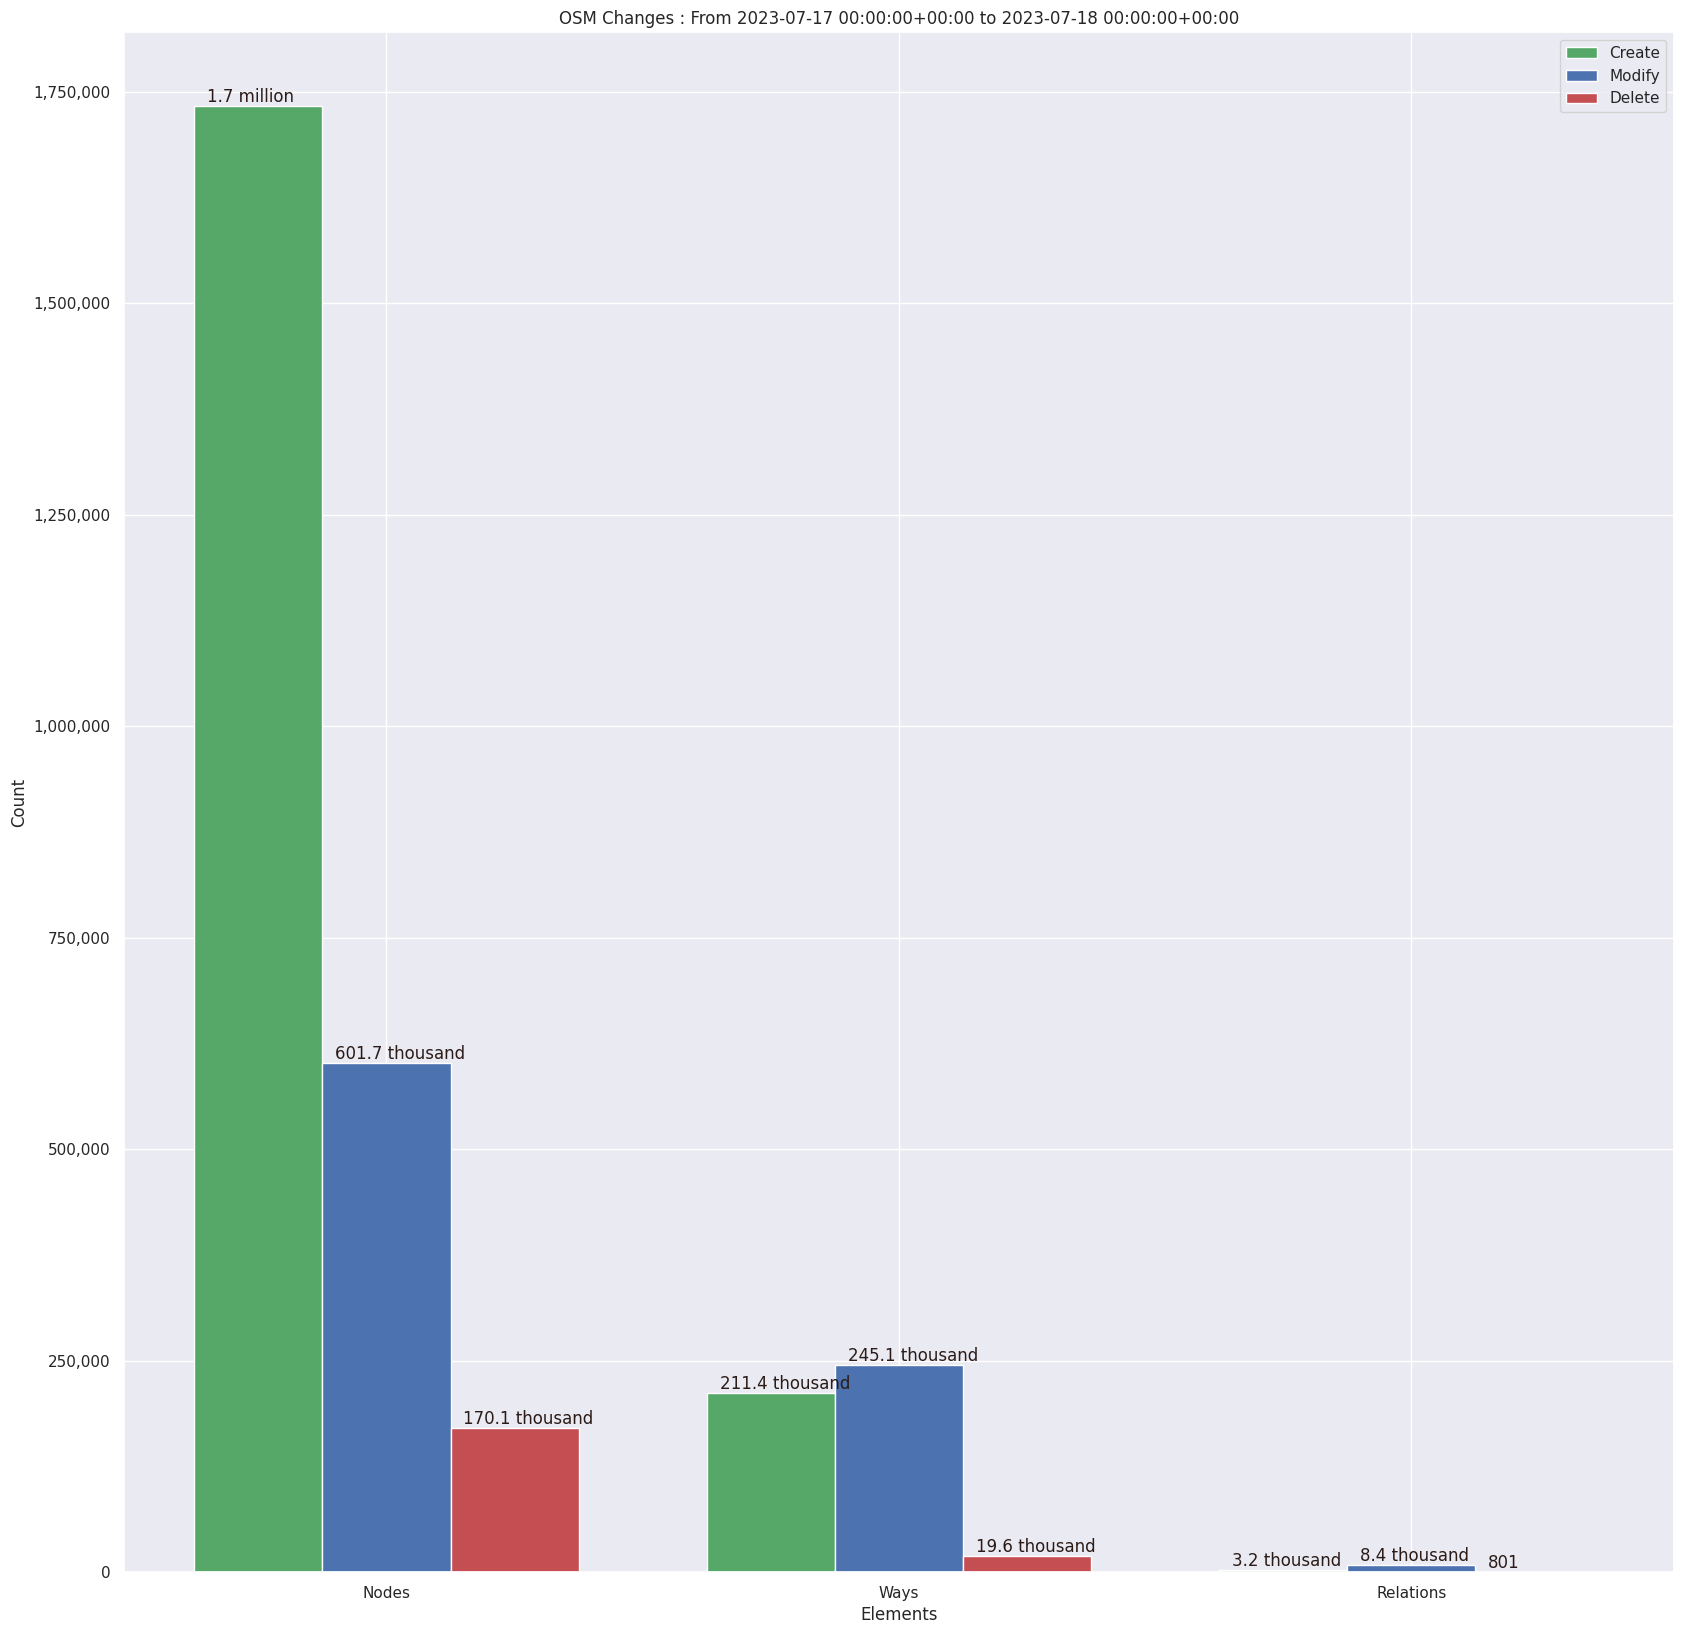 OSM Changes : From 2023-07-17 00:00:00+00:00 to 2023-07-18 00:00:00+00:00
Create
Modify
Delete
1,750,000
1,500,000
1,250,000
1,000,000
750,000
500,000
250,000
0
Count
1.7 million
601.7 thousand
170.1 thousand
211.4 thousand
245.1 thousand
19.6 thousand
3.2 thousand
8.4 thousand
801
Nodes
Ways
Relations
Elements